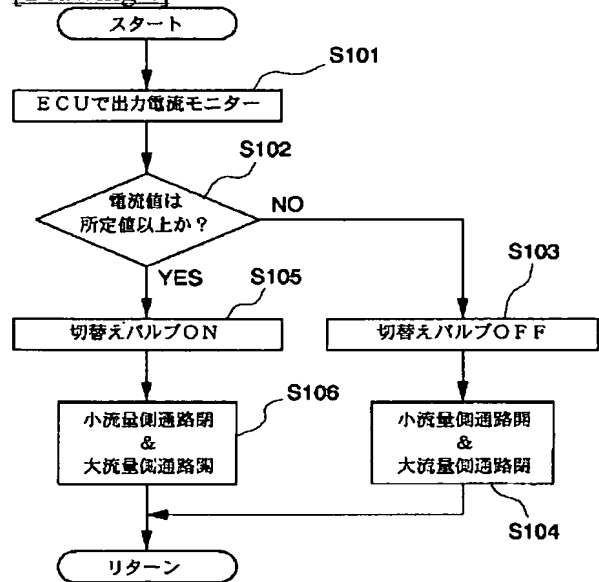 スタート
S101
ECUで出力電流モニター
S102
電流値は
所定値以上か？
NO
YES
S105
S103
切替えバルブON
切替えバルブOFF
S106
小流量側通路閉
&
大流量側通路開
小流量側通路開
&
大流量側通路閉
S104
リターン